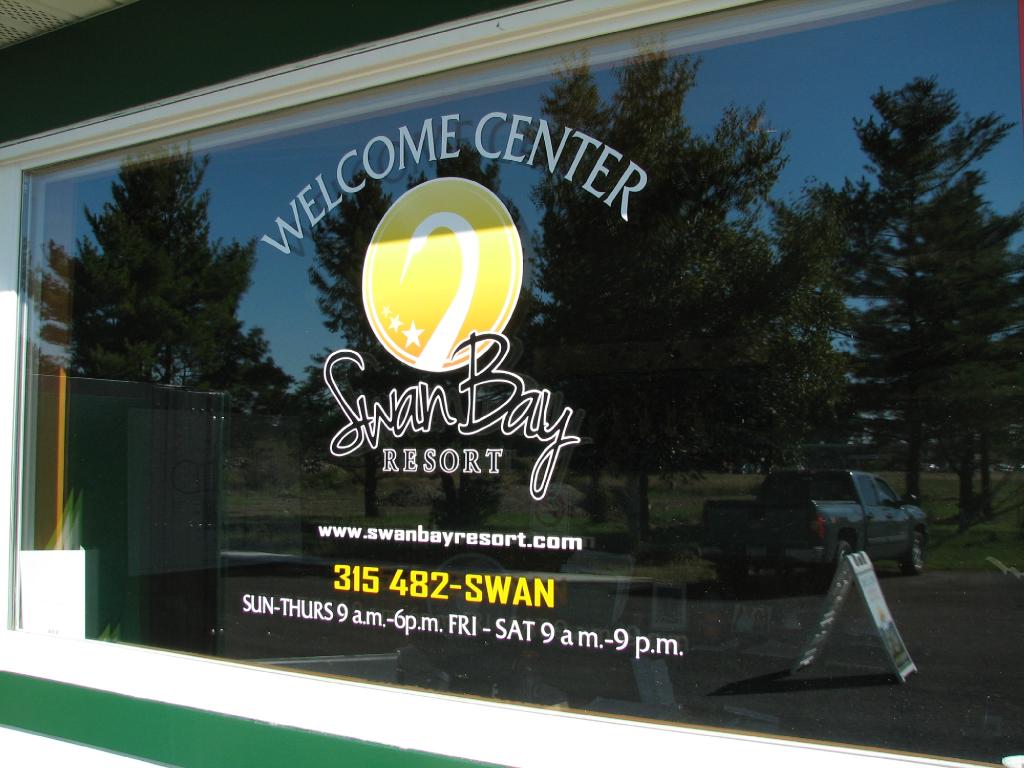 WELCOME CENTER
Swan Bay
RESORT
www.swanbayresort.com
315 482-SWAN
SUN-THURS 9 a.m.-6p.m. FRI - SAT 9 a m.-9 p.m.